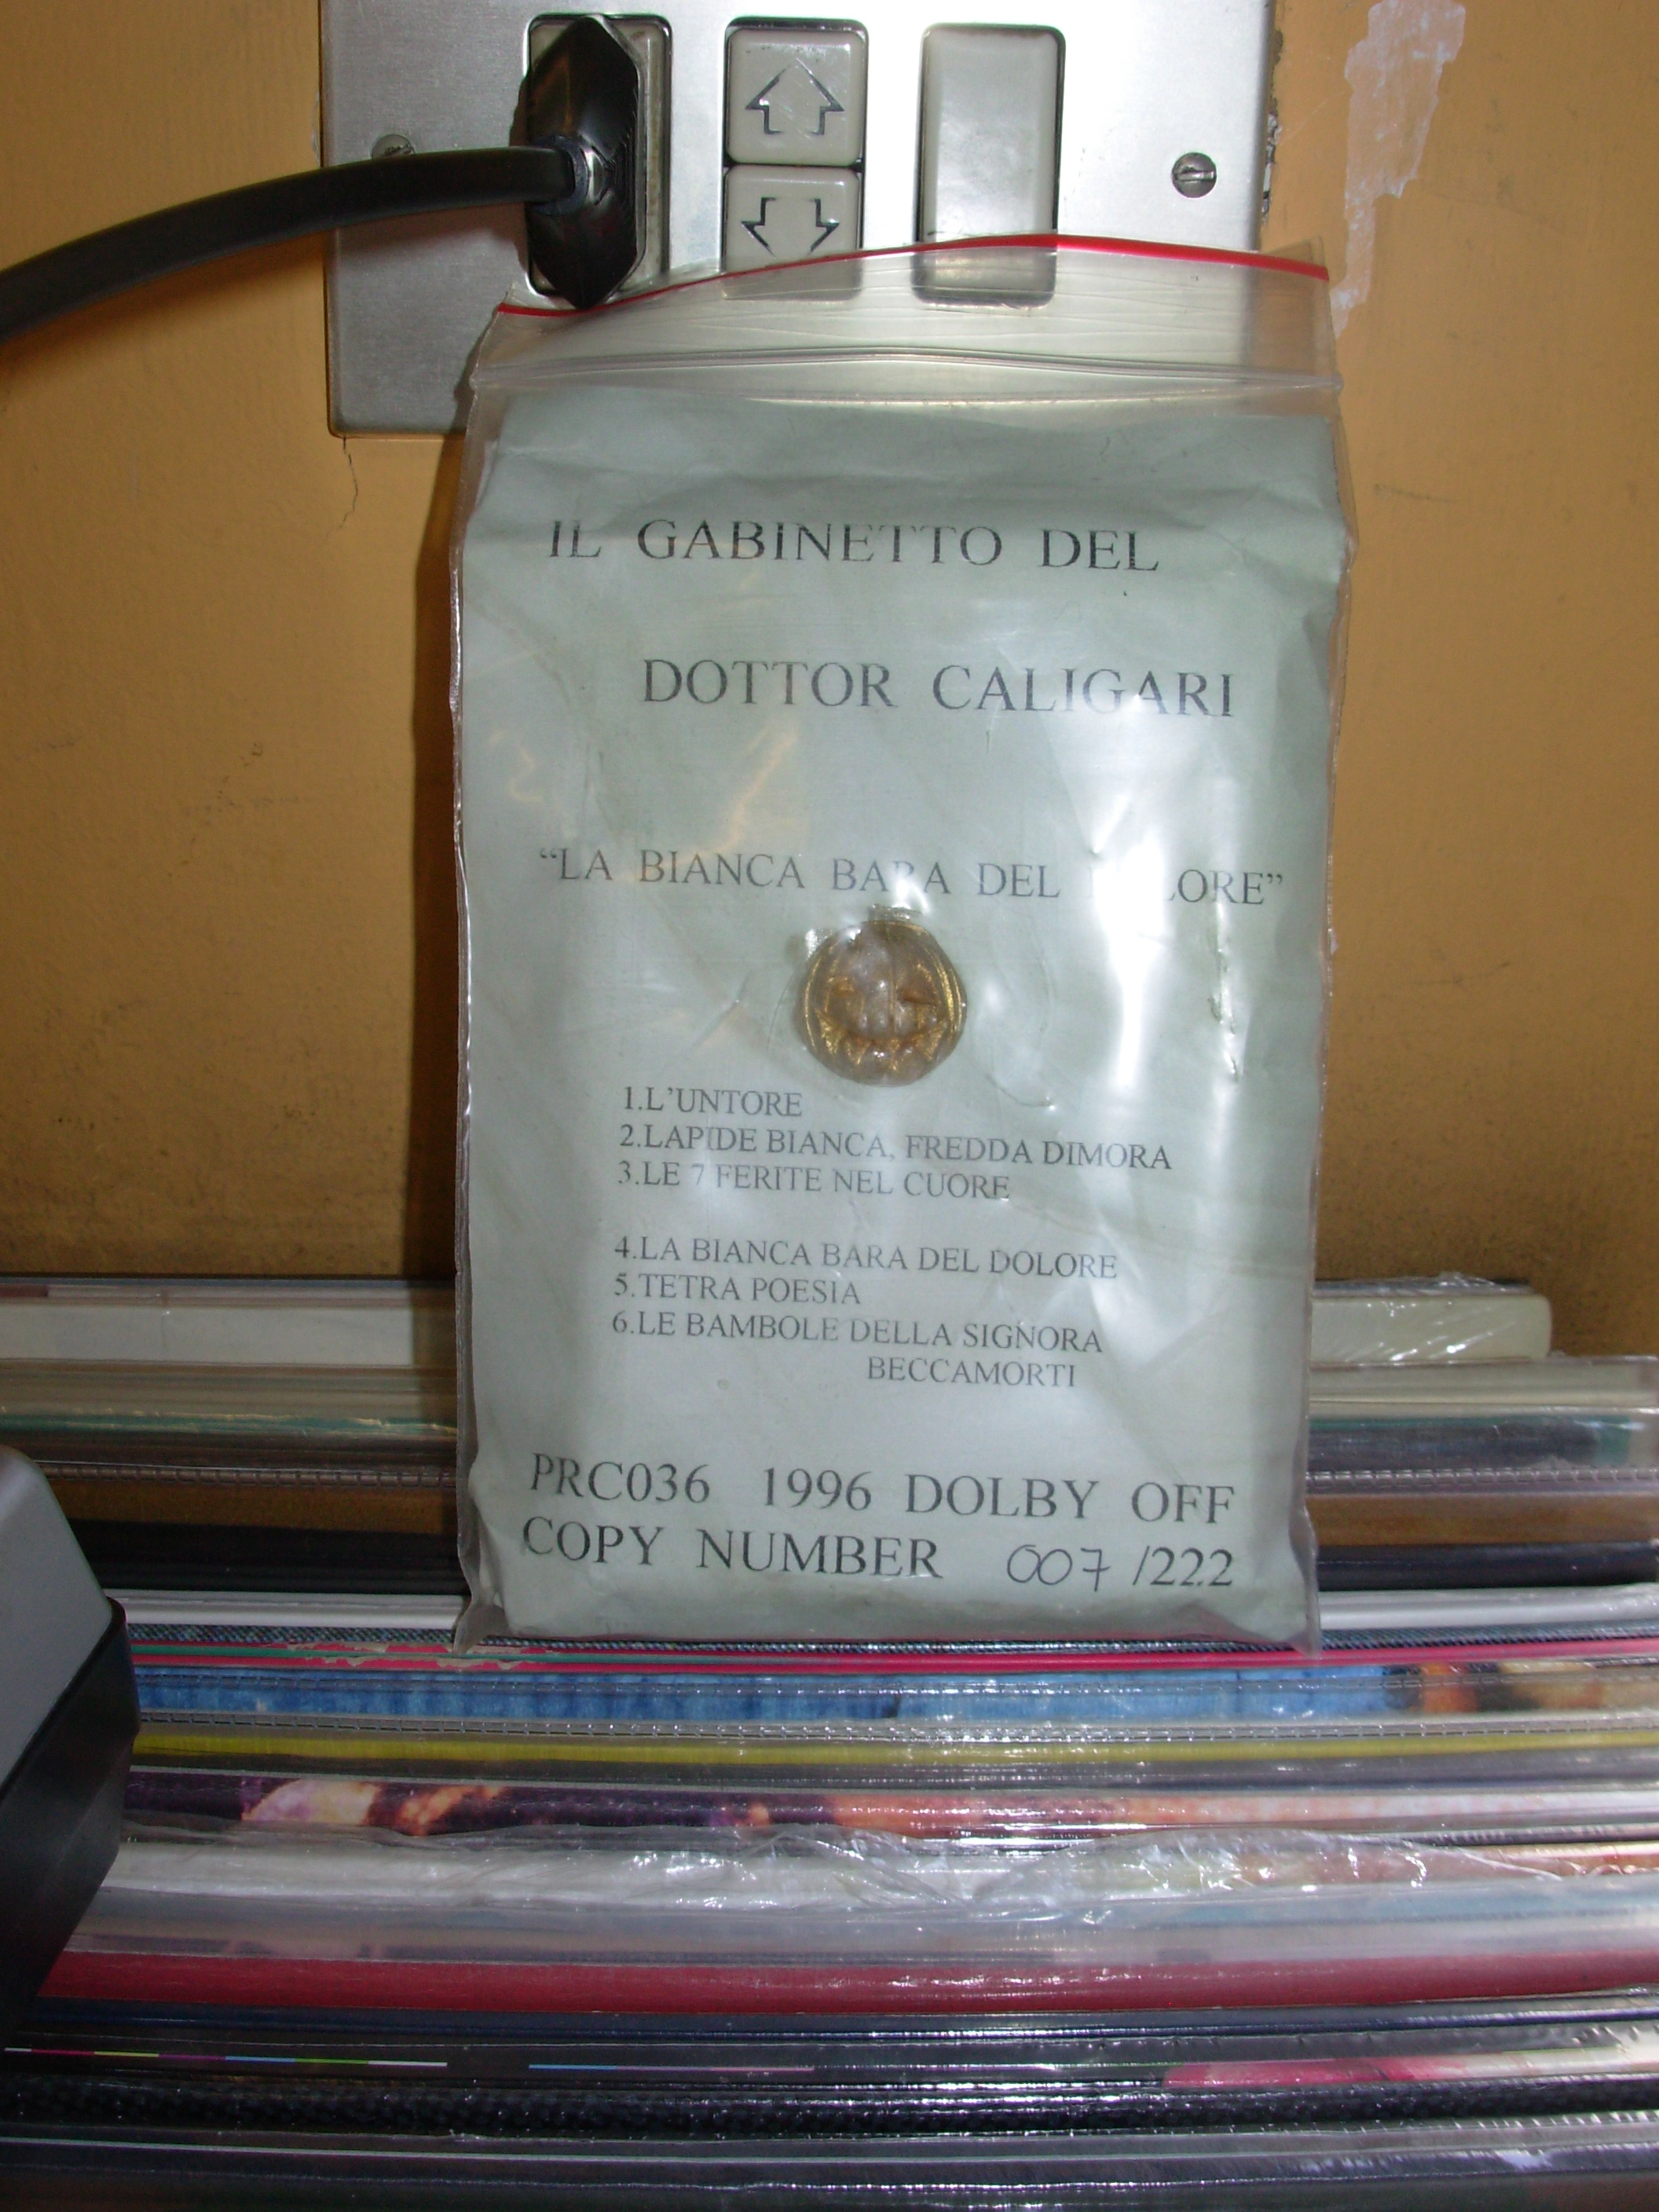 IL GABINETTO DEL
DOTTOR CALIGARI
“LA BIANCA BARA DEL
1.L'UNTORE
2.LAPIDE BIANCA, FREDDA DIMORA
3.LE 7 FERITE NEL CUORE
4.LA BIANCA BARA DEL DOLORE
5.TETRA POESIA
6.LE BAMBOLE DELLA SIGNORA
BECCAMORTI
PRC036 1996 DOLBY OFF
COPY NUMBER 007 /222